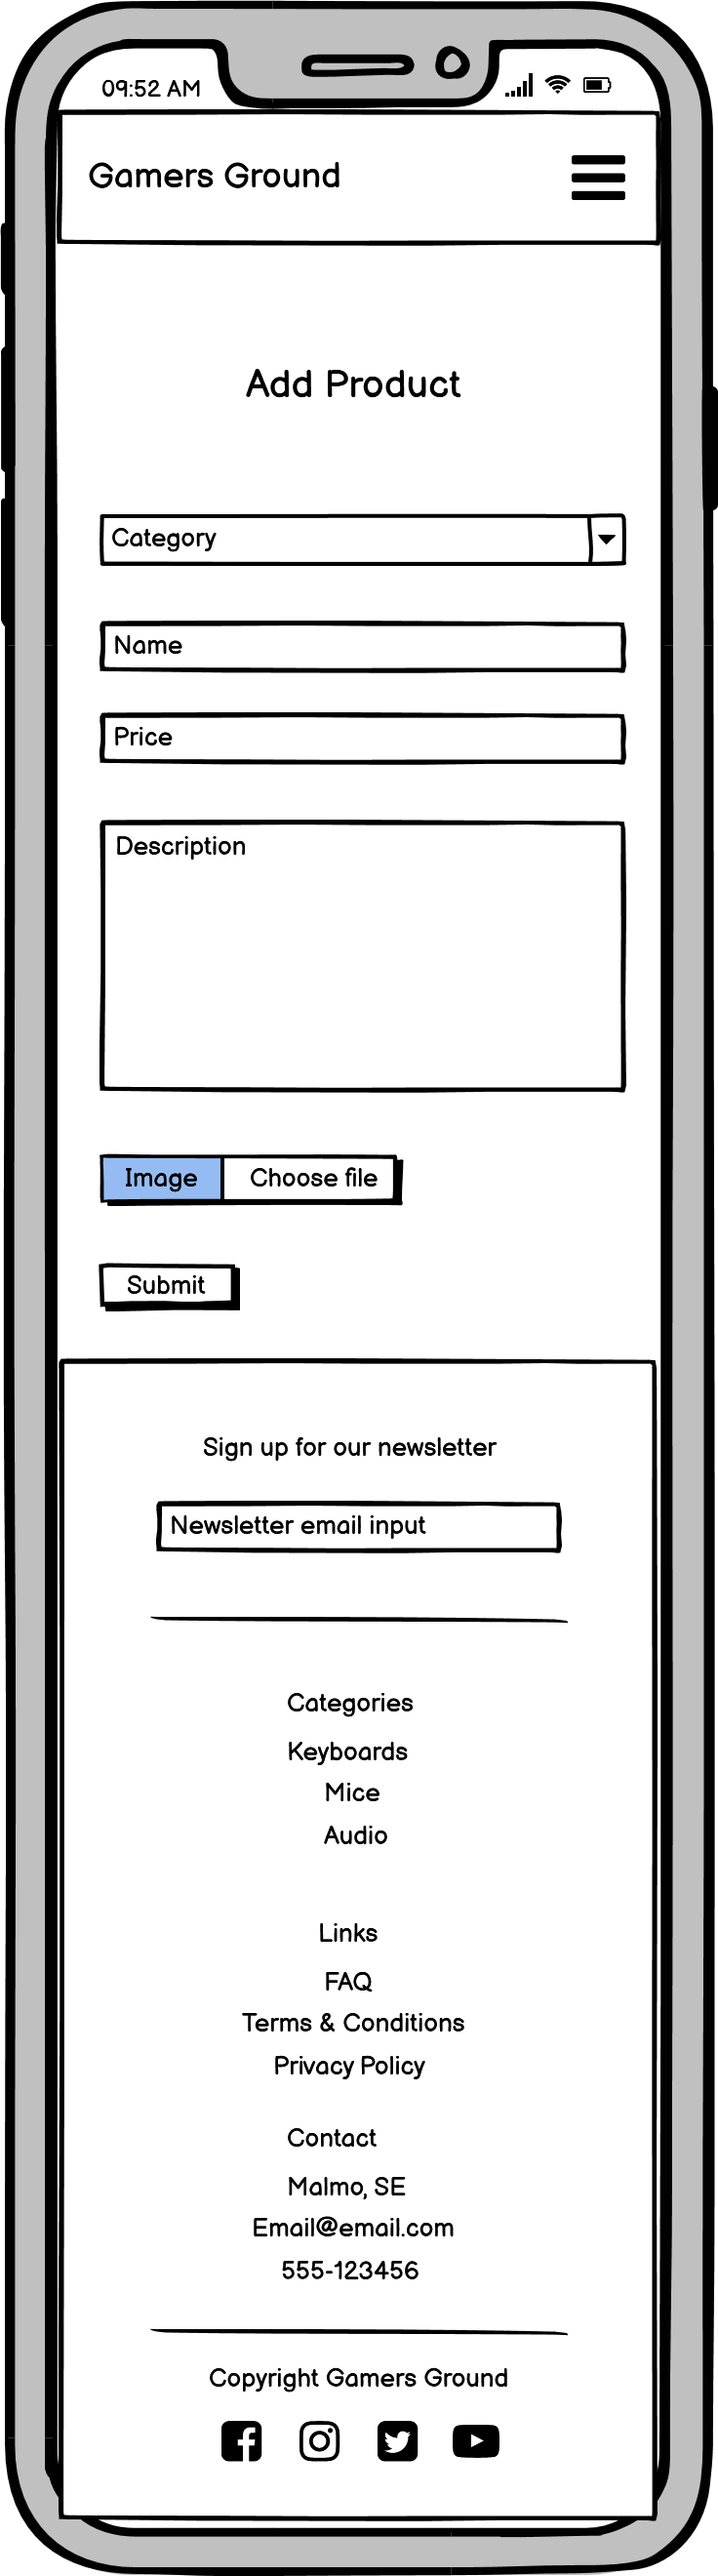 09:52 AM
Gamers Ground
Add Product
Category
Name
Price
Description
Image Choose file
Submit
Sign up for our newsletter
Newsletter email input
Categories
Keyboards
Mice
Audio
Links
FAQ
Terms & Conditions
Privacy Policy
Contact
Malmo, SE
Email@email.com
555-123456
Copyright Gamers Ground